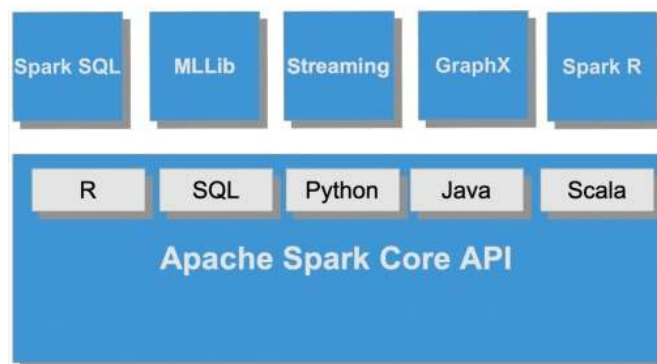 Spark SQL MLLib Streaming GraphX Spark R
R SQL Python Java Scala
Apache Spark Core API